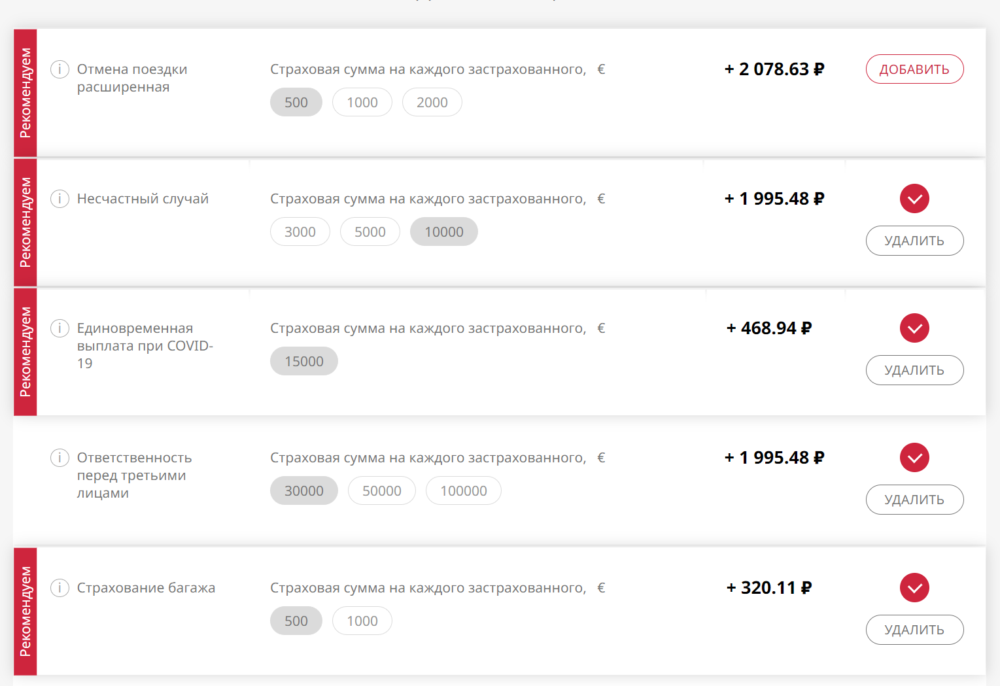 Рекомендуем
Отмена поездки
расширенная
Страховая сумма на каждого застрахованного, €
500 1000 2000
+ 2 078.63 ₽
ДОБАВИТЬ
Рекомендуем
Несчастный случай
Страховая сумма на каждого застрахованного, €
3000 5000 10000
+ 1 995.48 ₽
УДАЛИТЬ
Рекомендуем
Единовременная
выплата при COVID-
19
Страховая сумма на каждого застрахованного, €
15000
+ 468.94 ₽
УДАЛИТЬ
Ответственность
перед третьими
лицами
Страховая сумма на каждого застрахованного, €
30000 50000 100000
+ 1 995.48 ₽
УДАЛИТЬ
Рекомендуем
Страхование багажа
Страховая сумма на каждого застрахованного, €
500 1000
+ 320.11 ₽
УДАЛИТЬ